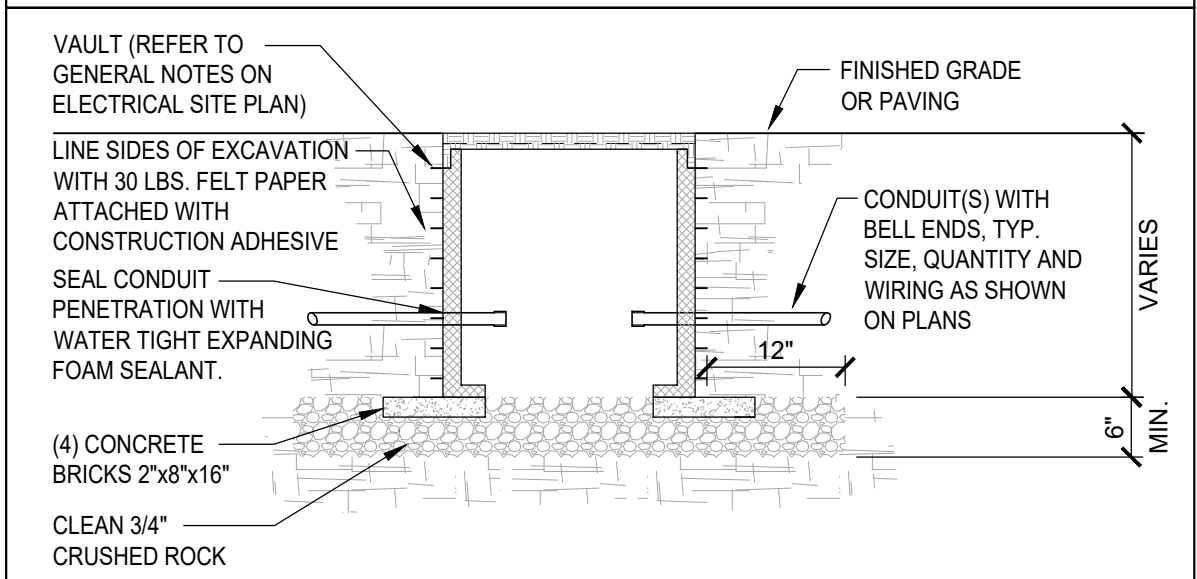 VAULT (REFER TO
GENERAL NOTES ON
ELECTRICAL SITE PLAN)
LINE SIDES OF EXCAVATION
WITH 30 LBS. FELT PAPER
ATTACHED WITH
CONSTRUCTION ADHESIVE
SEAL CONDUIT
PENETRATION WITH
WATER TIGHT EXPANDING
FOAM SEALANT.
(4) CONCRETE
BRICKS 2"x8"x16"
CLEAN 3/4"
CRUSHED ROCK
FINISHED GRADE
OR PAVING
CONDUIT(S) WITH
BELL ENDS, TYP.
SIZE, QUANTITY AND
WIRING AS SHOWN
ON PLANS
12"
VARIES
6"
MIN.